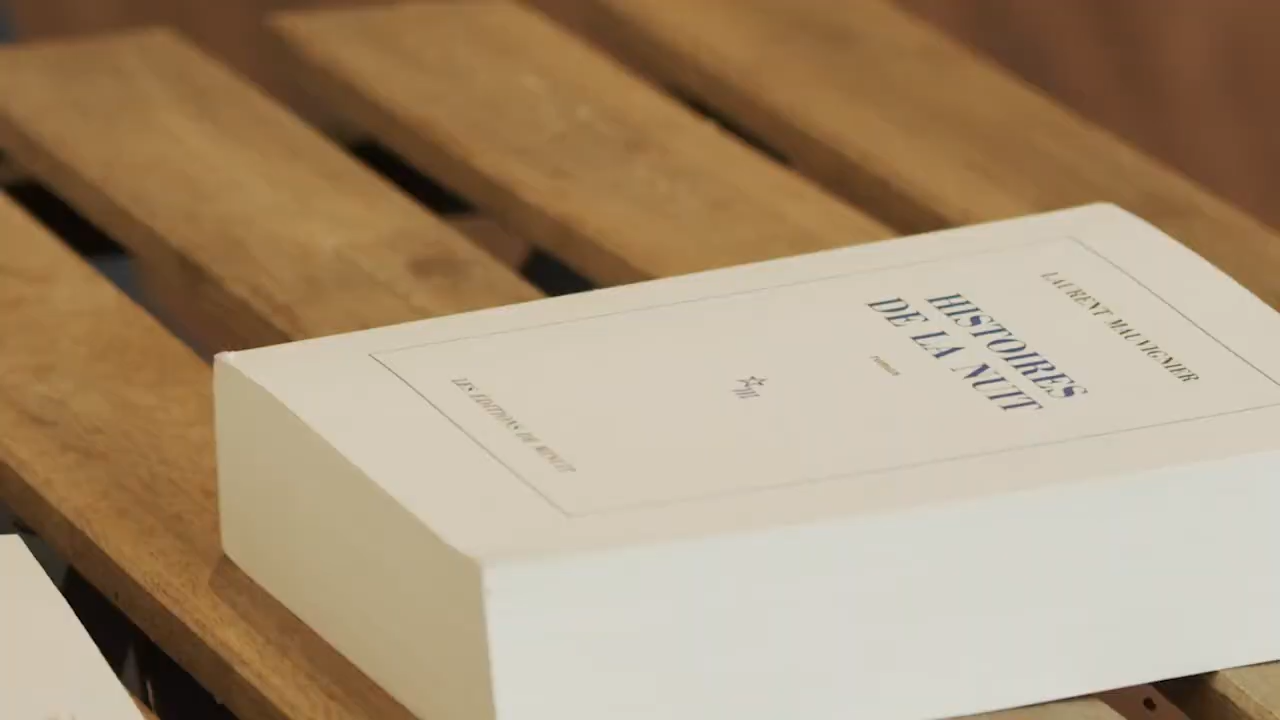 LAURENT MAUVIGNIER
HISTOIRES
DE LA NUIT
roman
m
LES ÉDITIONS DE MINUIT